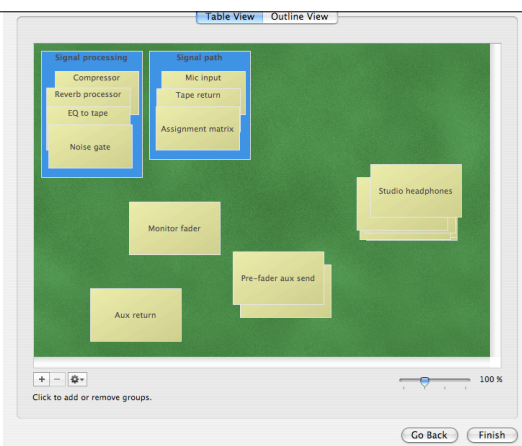 Table View Outline View
Signal processing
Compressor
Reverb processor
EQ to tape
Noise gate
Signal path
Mic input
Tape return
Assignment matrix
Studio headphones
Monitor fader
Pre-fader aux send
Aux return
+ −
100 %
Click to add or remove groups.
Go Back Finish